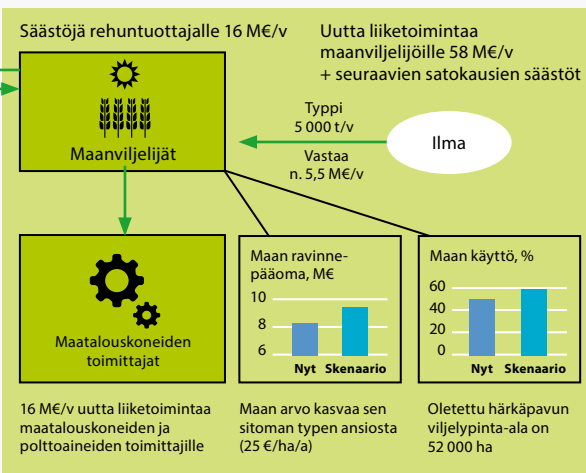 Säästöjä rehuntuottajalle 16 M€/v
Uutta liiketoimintaa
maanviljelijöille 58 M€/v
+ seuraavien satokausien säästöt
Maanviljelijät
Typpi
5 000 t/v
Vastaa
n. 5,5 M€/v
Ilma
Maatalouskoneiden
toimittajat
Maan ravinne-
pääoma, M€
10
8
6
Nyt Skenaario
Maan käyttö, %
60
40
20
0
Nyt Skenaario
16 M€/v uutta liiketoimintaa
maatalouskoneiden ja
polttoaineiden toimittajille
Maan arvo kasvaa sen
sitoman typen ansiosta
(25 €/ha/a)
Oletettu härkäpavun
viljelypinta-ala on
52 000 ha